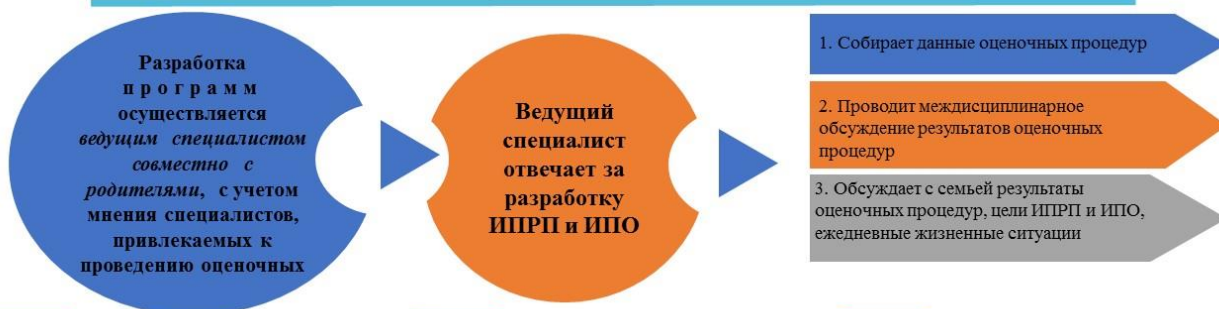 Разработка
программ
осуществляется
ведущим специалистом
совместно с
родителями, с учетом
мнения специалистов,
привлекаемых к
проведению оценочных
Ведущий
специалист
отвечает за
разработку
ИПРП и ИПО
1. Собирает данные оценочных процедур
2. Проводит междисциплинарное
обсуждение результатов оценочных
процедур
3. Обсуждает с семьей результаты
оценочных процедур, цели ИПРП и ИПО,
ежедневные жизненные ситуации